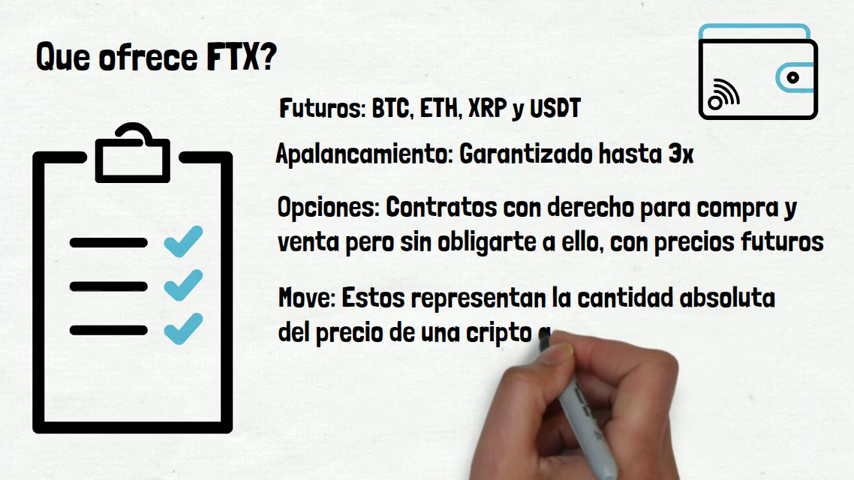 Que ofrece FTX?
Futuros: BTC, ETH, XRP y USDT
Apalancamiento: Garantizado hasta 3x
Opciones: Contratos con derecho para compra y
venta pero sin obligarte a ello, con precios futuros
Move: Estos representan la cantidad absoluta
del precio de una cripto a